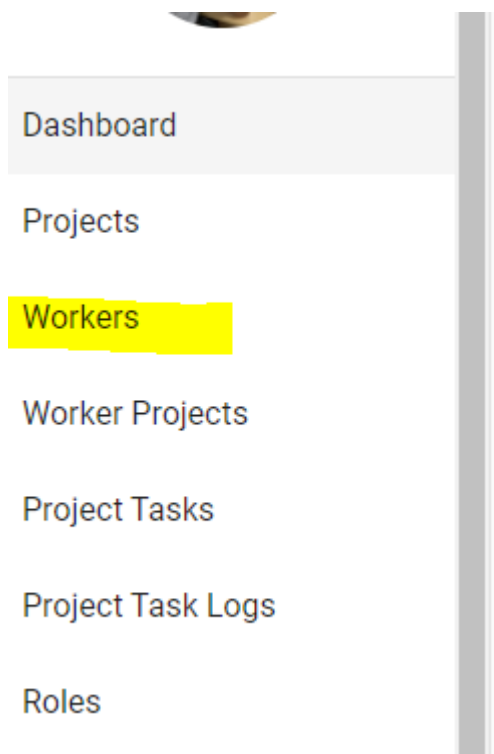 Dashboard
Projects
Workers
Worker Projects
Project Tasks
Project Task Logs
Roles